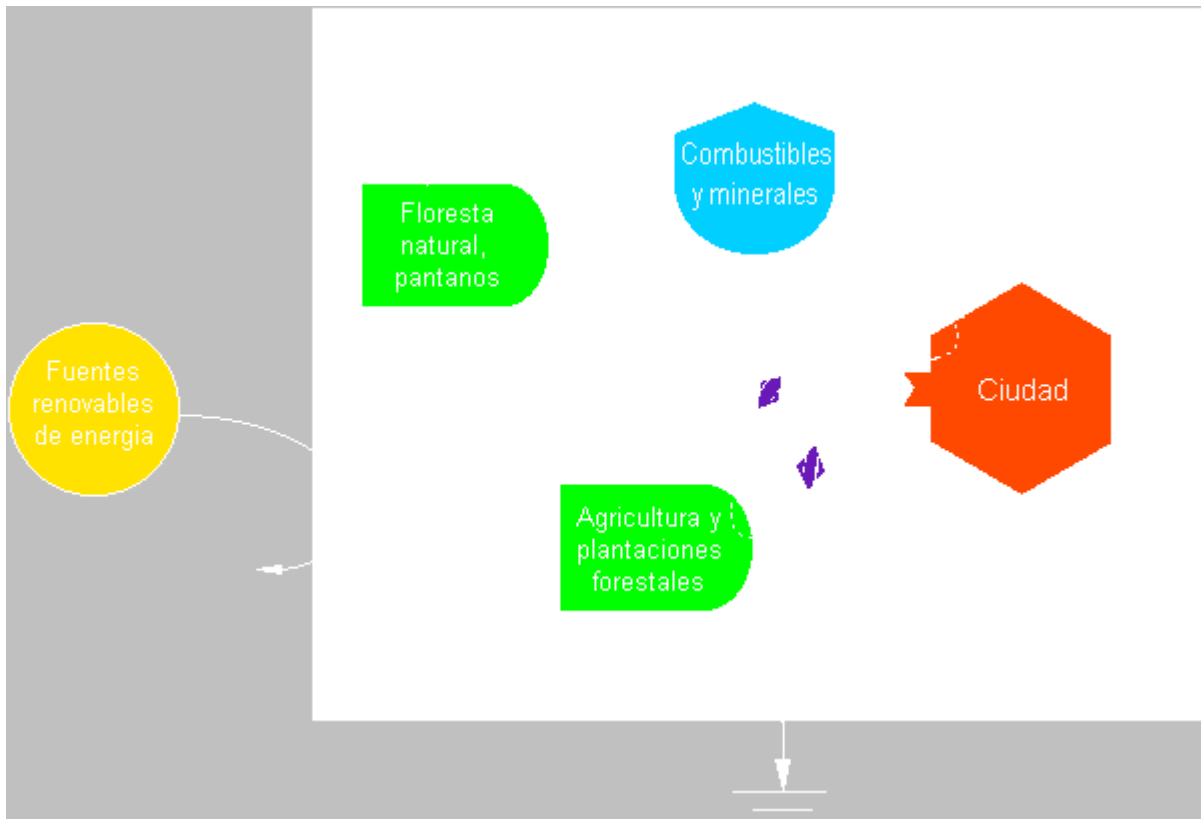 Combustibles
y minerales
Floresta
natural,
pantanos
Fuentes
renovables
de energia
Ciudad
Agricultura y
plantaciones
forestales